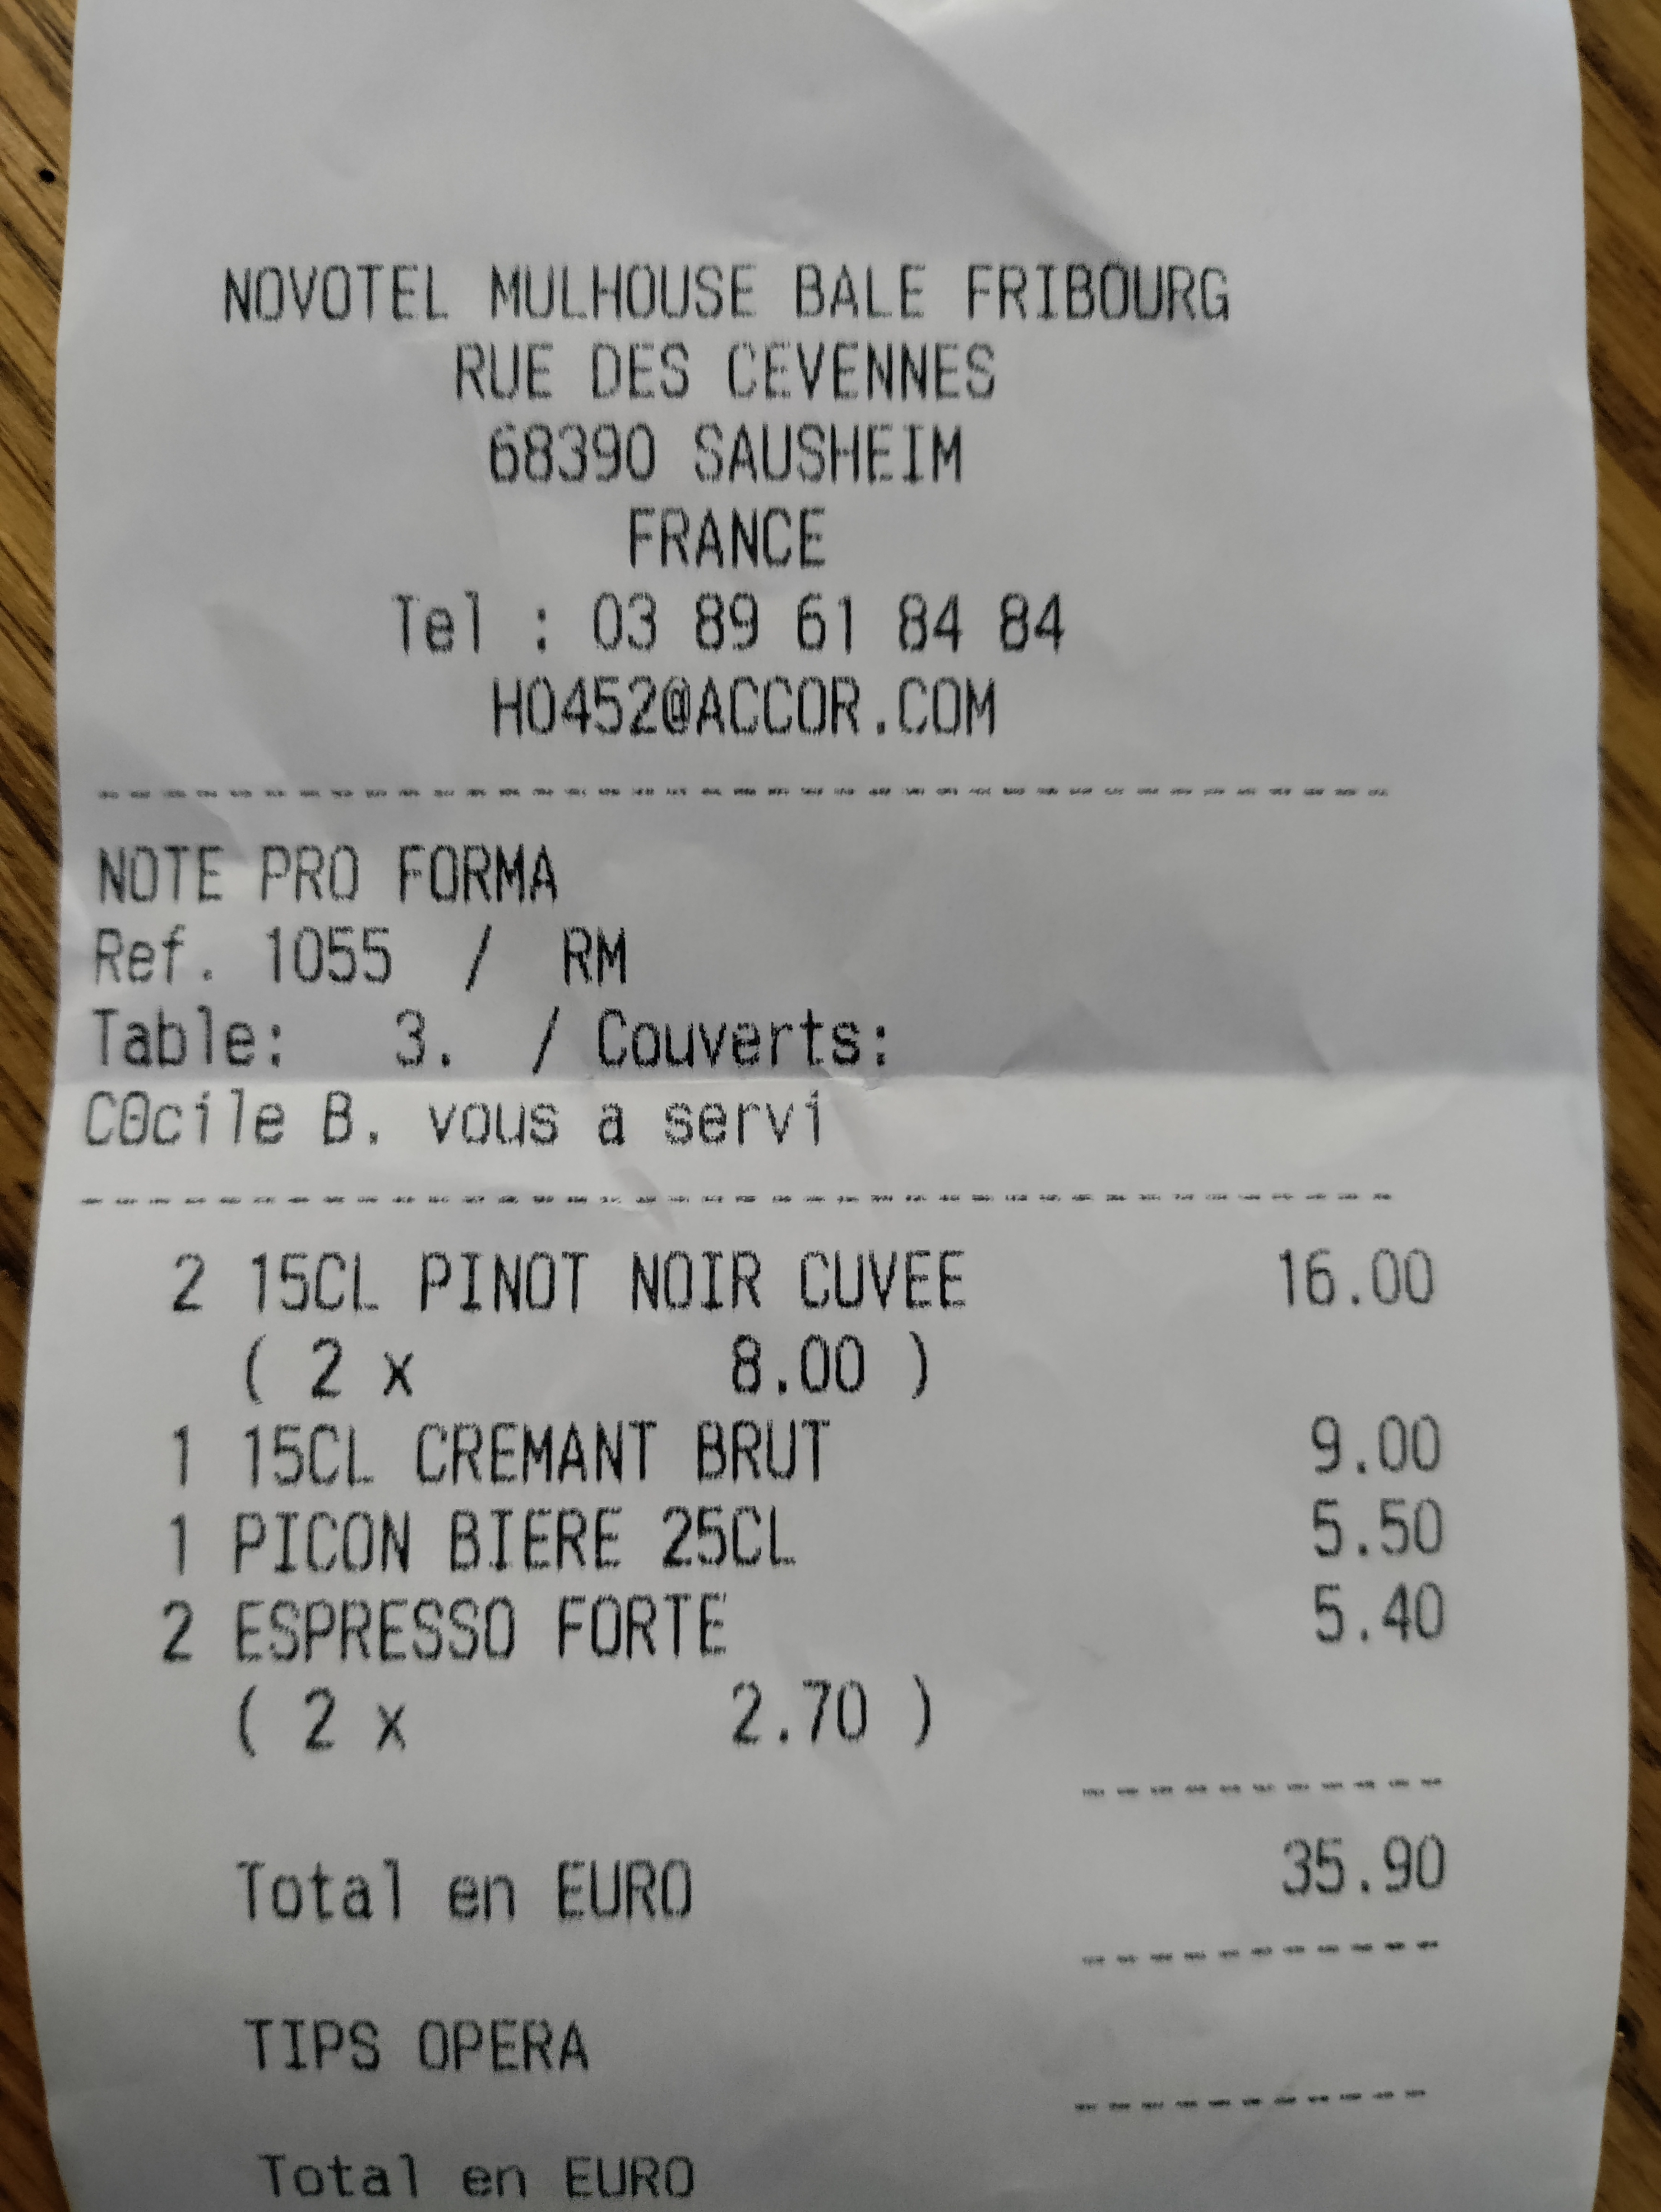 NOVOTEL MULHOUSE BALE FRIBOURG
RUE DES CEVENNES
68390 SAUSHEIM
FRANCE
Tel : 03 89 61 84 84
H0452@ACCOR.COM
NOTE PRO FORMA
Ref. 1055 / RM
Table: 3. / Couverts:
CΘcile B. vous a servi
2 15CL PINOT NOIR CUVEE 16.00
( 2 x 8.00 )
1 15CL CREMANT BRUT 9.00
1 PICON BIERE 25CL 5.50
2 ESPRESSO FORTE 5.40
( 2 x 2.70 )
Total en EURO 35.90
TIPS OPERA
Total en EURO